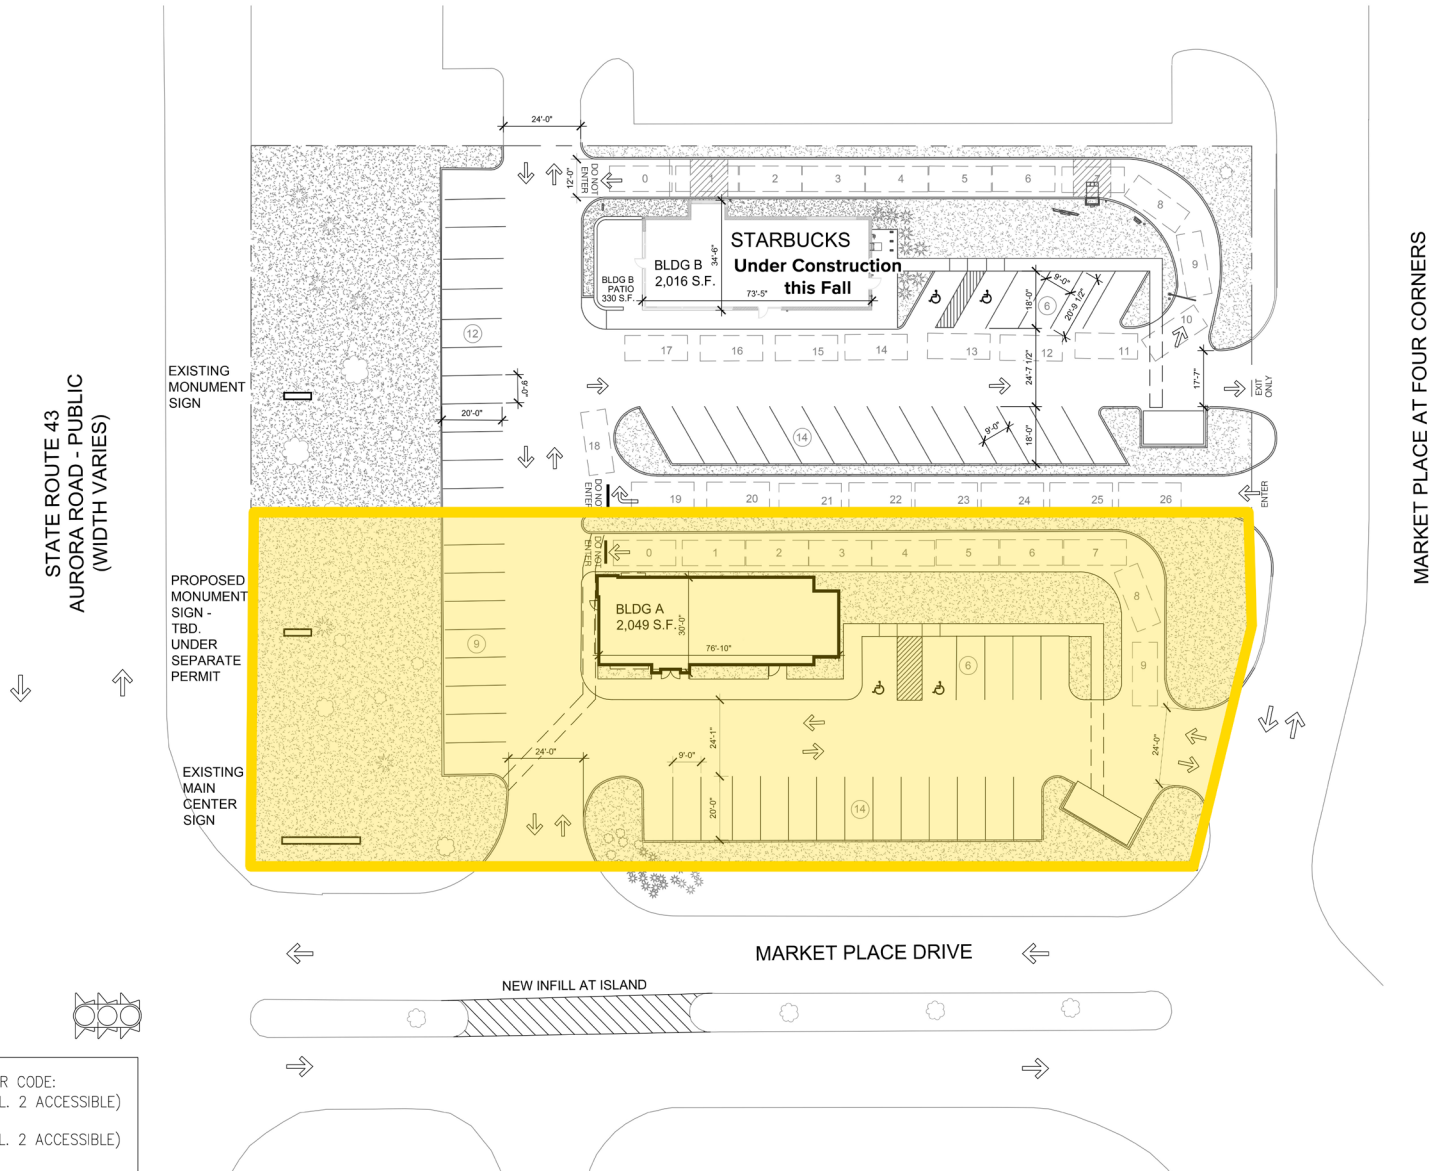 24'-0"
DO NOT
ENTER
12'-0"
0
1
2
3
4
5
6
7
8
9
10
STARBUCKS
Under Construction
this Fall
BLDG B
2,016 S.F.
34'-6"
73'-5"
BLDG B
PATIO
330 S.F.
18'-0"
9'-0"
6
20'-9 1/2"
12
17
16
15
14
13
12
11
24'-7 1/2"
17'-7"
EXIT
ONLY
EXISTING
MONUMENT
SIGN
9'-0"
20'-0"
18
14
9'-0"
18'-0"
DO NOT
ENTER
19
20
21
22
23
24
25
26
ENTER
STATE ROUTE 43
AURORA ROAD - PUBLIC
(WIDTH VARIES)
MARKET PLACE AT FOUR CORNERS
DO NOT
ENTER
0
1
2
3
4
5
6
7
8
9
PROPOSED
MONUMENT
SIGN -
TBD.
UNDER
SEPARATE
PERMIT
BLDG A
2,049 S.F.
30'-0"
76'-10"
9
6
24'-1"
24'-0"
9'-0"
24'-0"
20'-0"
14
EXISTING
MAIN
CENTER
SIGN
MARKET PLACE DRIVE
NEW INFILL AT ISLAND
R CODE:
L. 2 ACCESSIBLE)
L. 2 ACCESSIBLE)